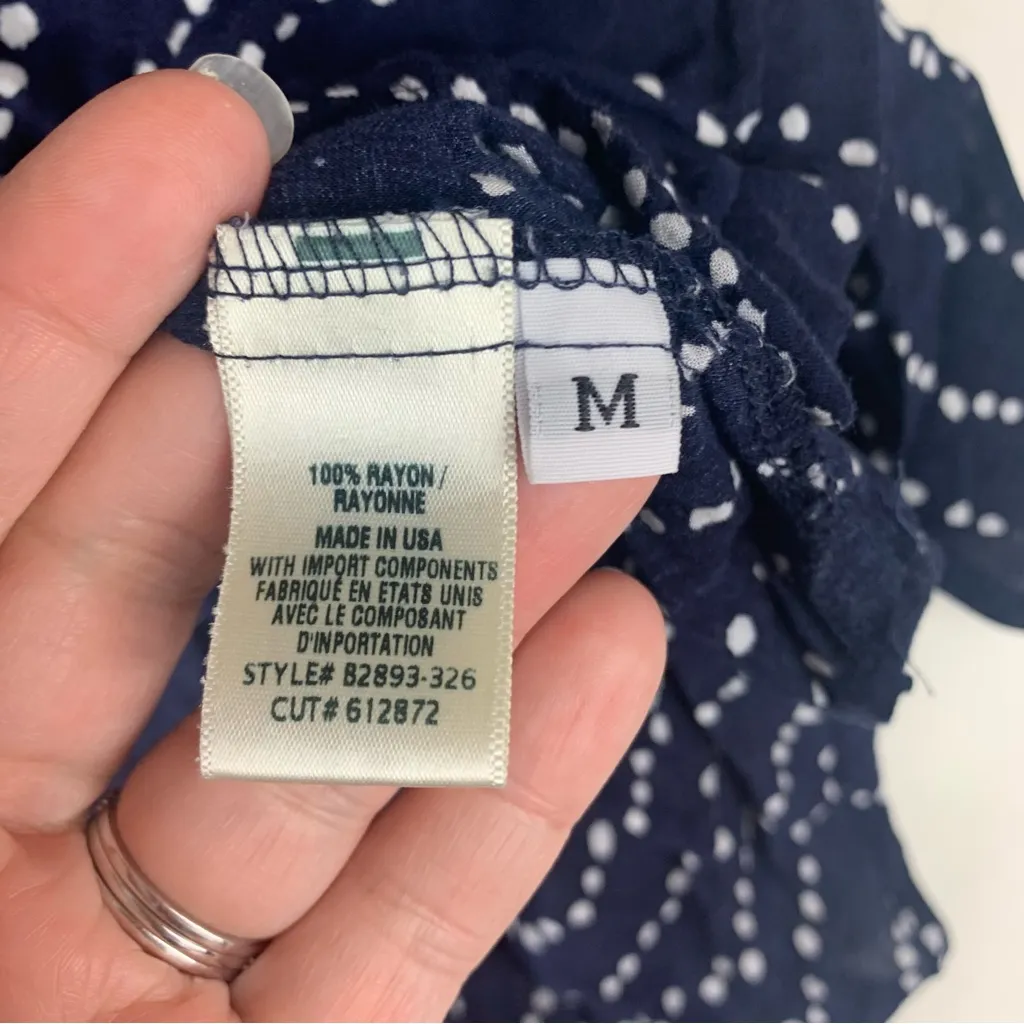 100% RAYON /
RAYONNE
MADE IN USA
WITH IMPORT COMPONENTS
FABRIQUÉ EN ETATS UNIS
AVEC LE COMPOSANT
D'INPORTATION
STYLE# B2893-326
CUT# 612872
M